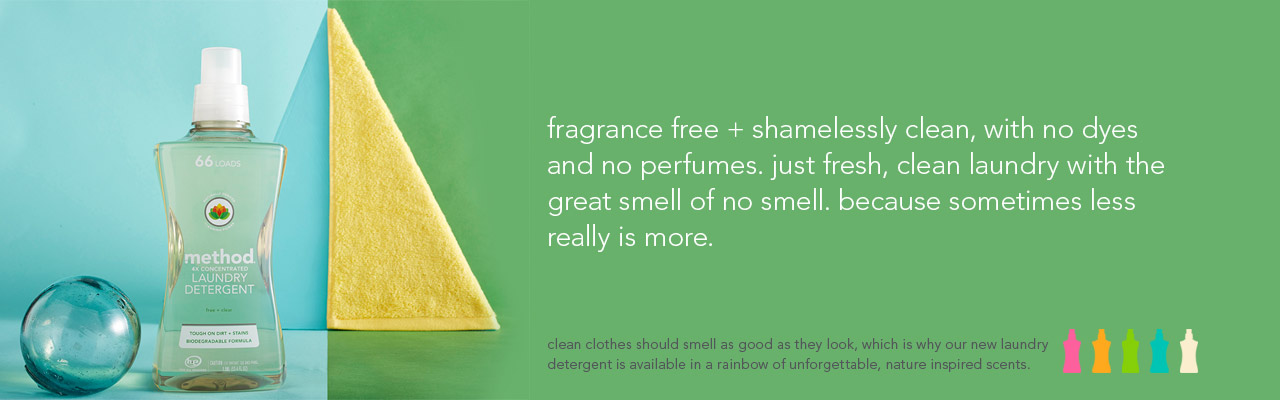 66 LOADS
method
4X CONCENTRATED
LAUNDRY
DETERGENT
free + clear
TOUGH ON DIRT + STAINS
BIODEGRADABLE FORMULA
he
fragrance free + shamelessly clean, with no dyes
and no perfumes. just fresh, clean laundry with the
great smell of no smell. because sometimes less
really is more.
clean clothes should smell as good as they look, which is why our new laundry
detergent is available in a rainbow of unforgettable, nature inspired scents.